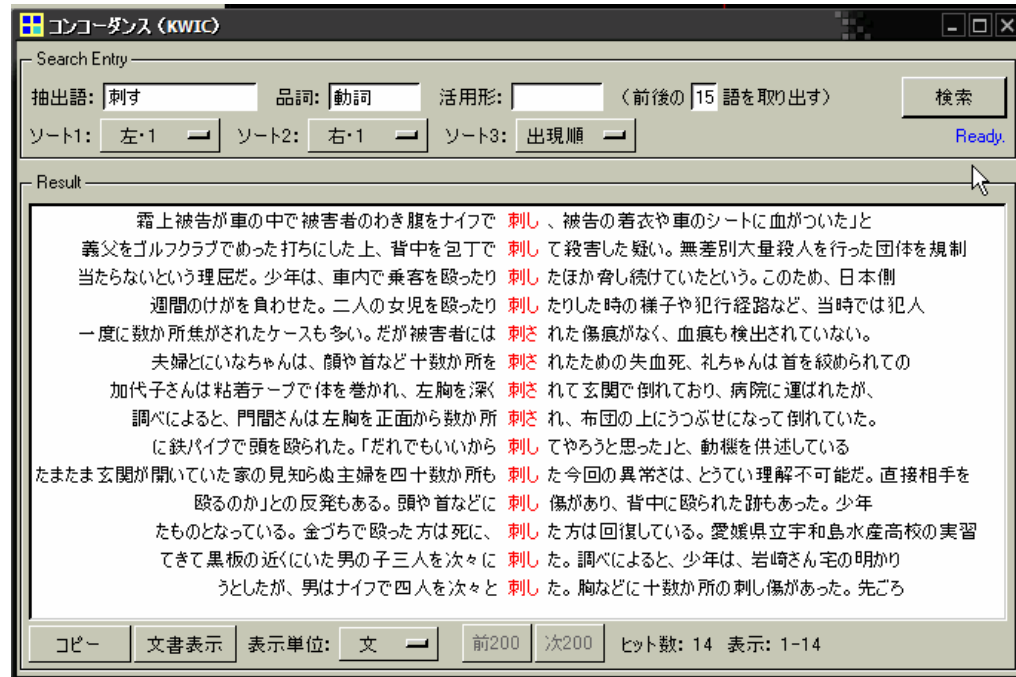 コンコーダンス (KWIC)
Search Entry
抽出語: 刺す 品詞: 動詞 活用形: (前後の 15 語を取り出す) 検索
ソート1: 左・1 ソート2: 右・1 ソート3: 出現順 Ready.
Result
霜上被告が車の中で被害者のわき腹をナイフで 刺し 、被告の着衣や車のシートに血がついた」と
義父をゴルフクラブでめった打ちにした上、背中を包丁で 刺し て殺害した疑い。無差別大量殺人を行った団体を規制
当たらないという理屈だ。少年は、車内で乗客を殴ったり 刺し たほか脅し続けていたという。このため、日本側
週間のけがを負わせた。二人の女児を殴ったり 刺し たりした時の様子や犯行経路など、当時では犯人
一度に数か所焦がされたケースも多い。だが被害者には 刺さ れた傷痕がなく、血痕も検出されていない。
夫婦とにいなちゃんは、顔や首など十数か所を 刺さ れたための失血死、礼ちゃんは首を絞められての
加代子さんは粘着テープで体を巻かれ、左胸を深く 刺さ れて玄関で倒れており、病院に運ばれたが、
調べによると、門間さんは左胸を正面から数か所 刺さ れ、布団の上にうつぶせになって倒れていた。
に鉄パイプで頭を殴られた。「だれでもいいから 刺し てやろうと思った」と、動機を供述している
たまたま玄関が開いていた家の見知らぬ主婦を四十数か所も 刺し た今回の異常さは、とうてい理解不可能だ。直接相手を
殴るのか」との反発もある。頭や首などに 刺し 傷があり、背中に殴られた跡もあった。少年
たものとなっている。金づちで殴った方は死に、 刺し た方は回復している。愛媛県立宇和島水産高校の実習
てきて黒板の近くにいた男の子三人を次々に 刺し た。調べによると、少年は、岩崎さん宅の明かり
うとしたが、男はナイフで四人を次々と 刺し た。胸などに十数か所の刺し傷があった。先ごろ
コピー 文書表示 表示単位: 文 前200 次200 ヒット数: 14 表示: 1-14